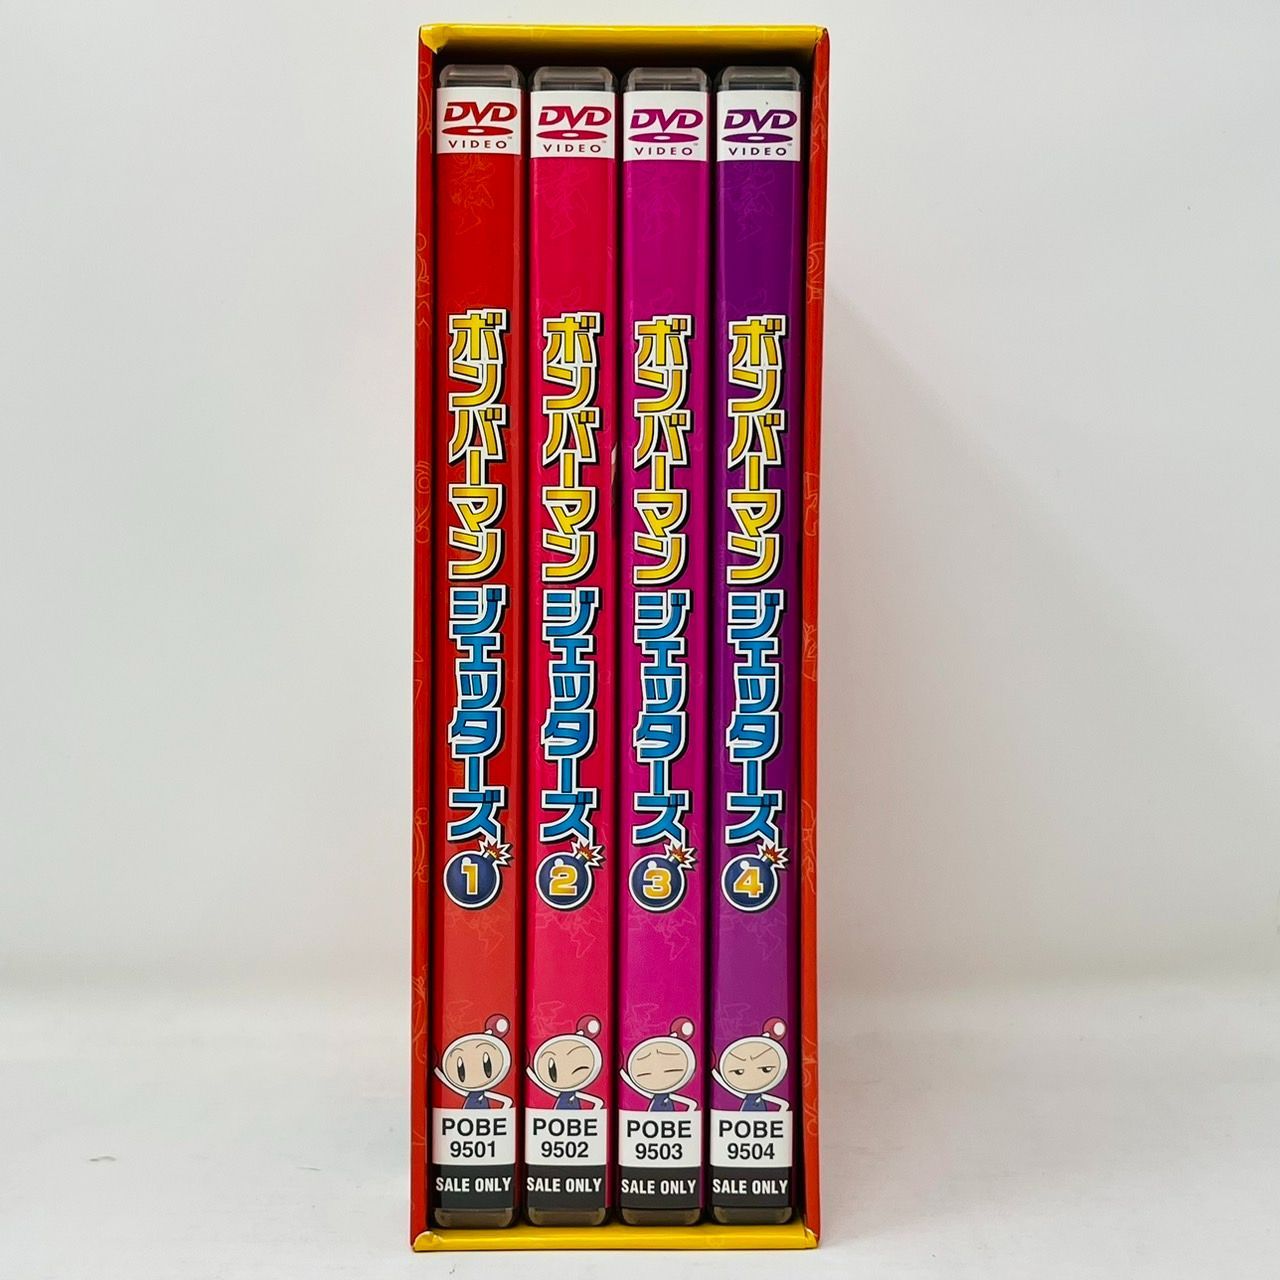 DVD
VIDEO
ボンバーマン
ジェッターズ
1
POBE
9501
SALE ONLY
DVD
VIDEO
ボンバーマン
ジェッターズ
2
POBE
9502
SALE ONLY
DVD
VIDEO
ボンバーマン
ジェッターズ
3
POBE
9503
SALE ONLY
DVD
VIDEO
ボンバーマン
ジェッターズ
4
POBE
9504
SALE ONLY